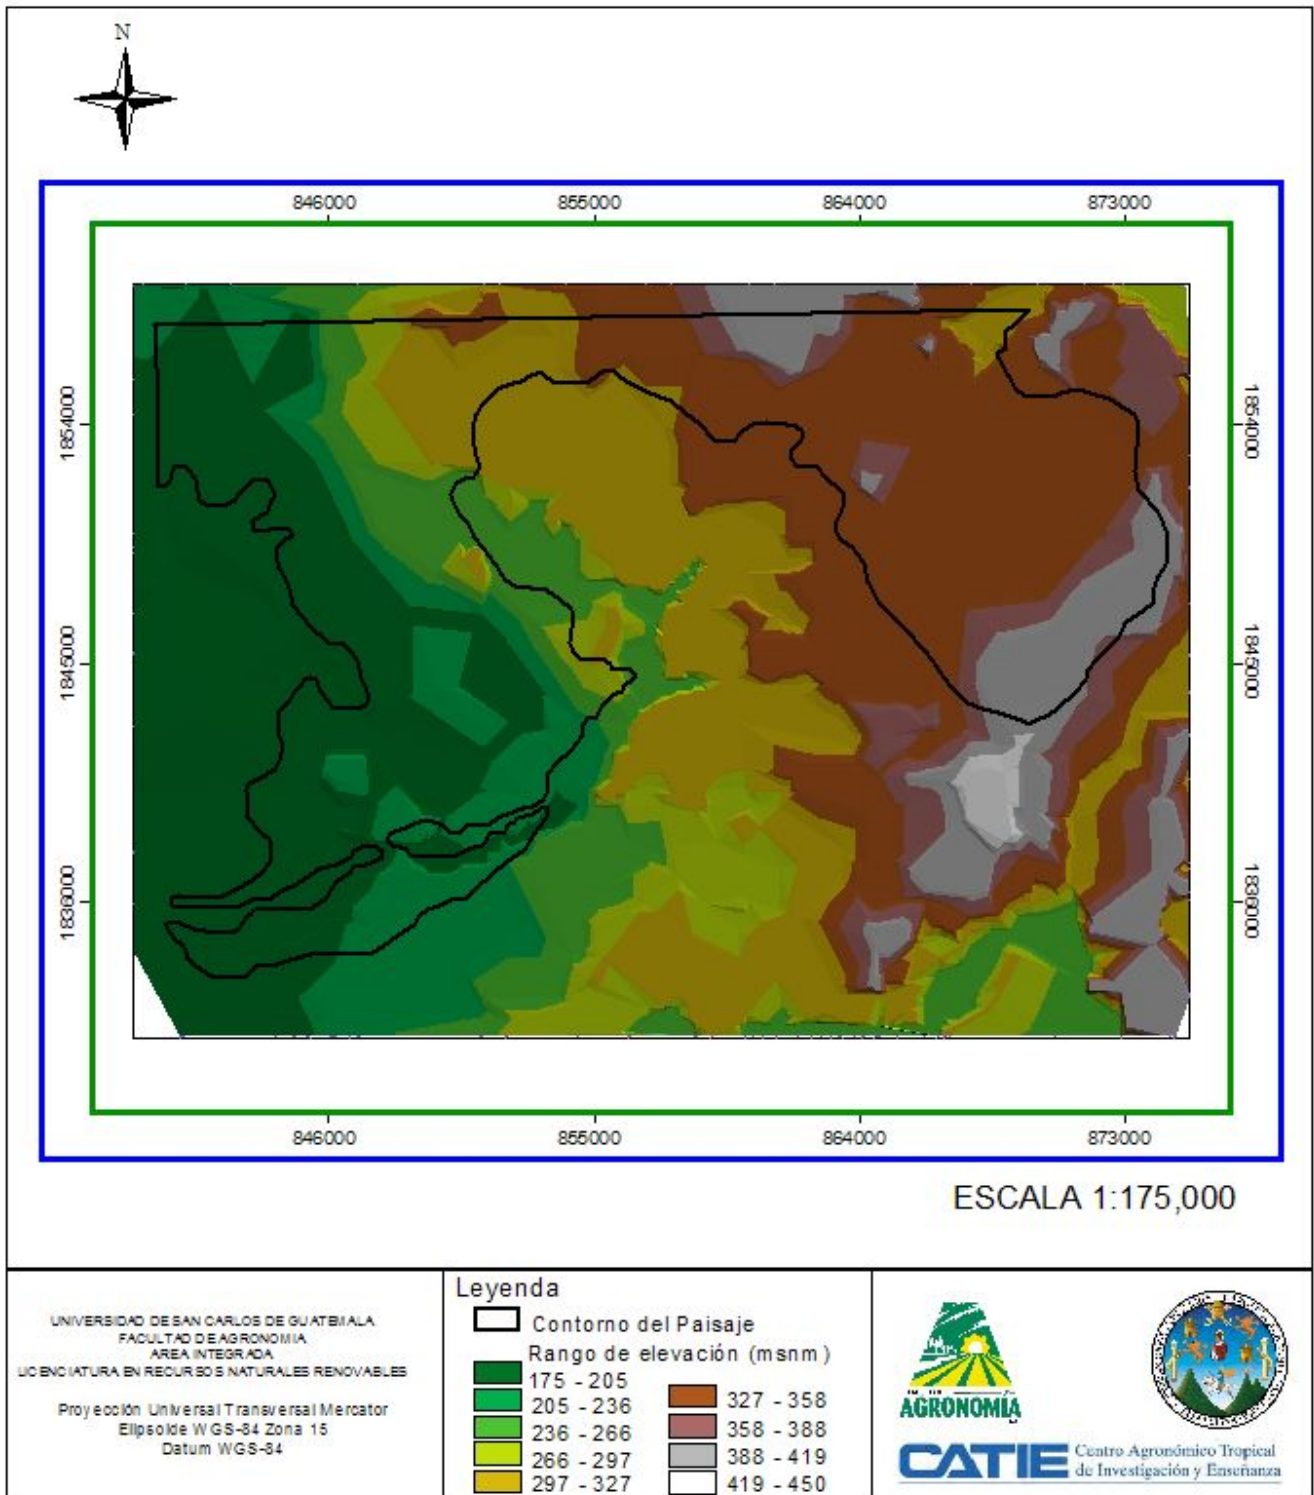 N
846000 855000 864000 873000
1854000 1854000
1845000 1845000
1836000 1836000
846000 855000 864000 873000
ESCALA 1:175,000
UNIVERSIDAD DE SAN CARLOS DE GUATEMALA
FACULTAD DE AGRONOMIA
AREA INTEGRADA
LICENCIATURA EN RECURSOS NATURALES RENOVABLES
Proyección Universal Transversal Mercator
Elipsoide WGS-84 Zona 15
Datum WGS-84
Leyenda
Contorno del Paisaje
Rango de elevación (msnm)
175 - 205
205 - 236
236 - 266
266 - 297
297 - 327
327 - 358
358 - 388
388 - 419
419 - 450
AGRONOMIA
CATIE Centro Agronómico Tropical
de Investigación y Enseñanza